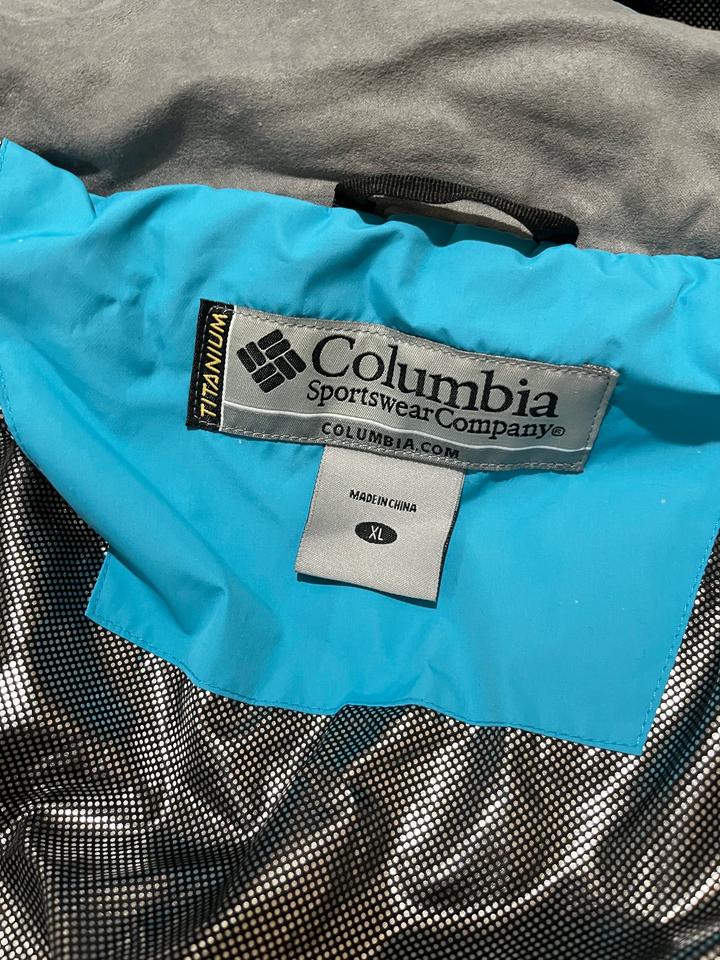 TITANIUM
Columbia
Sportswear Company®
COLUMBIA.COM
MADE IN CHINA
XL